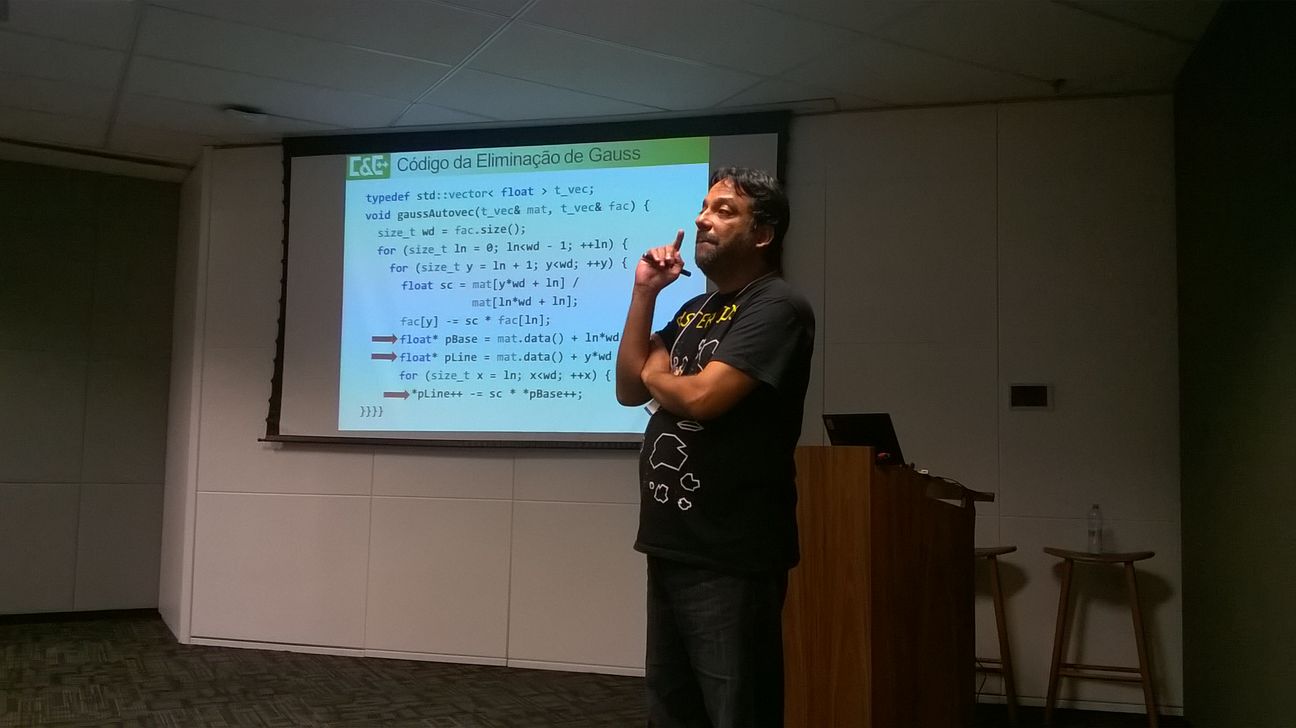 C&C++ Código da Eliminação de Gauss
typedef std::vector< float > t_vec;
void gaussAutovec(t_vec& mat, t_vec& fac) {
size_t wd = fac.size();
for (size_t ln = 0; ln<wd - 1; ++ln) {
for (size_t y = ln + 1; y<wd; ++y) {
float sc = mat[y*wd + ln] /
mat[ln*wd + ln];
fac[y] -= sc * fac[ln];
float* pBase = mat.data() + ln*wd
float* pLine = mat.data() + y*wd
for (size_t x = ln; x<wd; ++x) {
*pLine++ -= sc * *pBase++;
}}}}